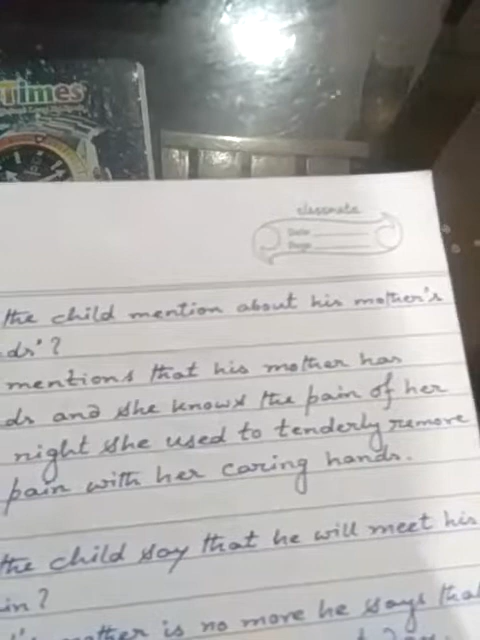 Times
classmate
Date
Page
the child mention about his mother's
ds'?
mentions that his mother has
ds and she knows the pain of her
night she used to tenderly remove
pain with her caring hands.
the child say that he will meet his
in?
mother is no more he says that